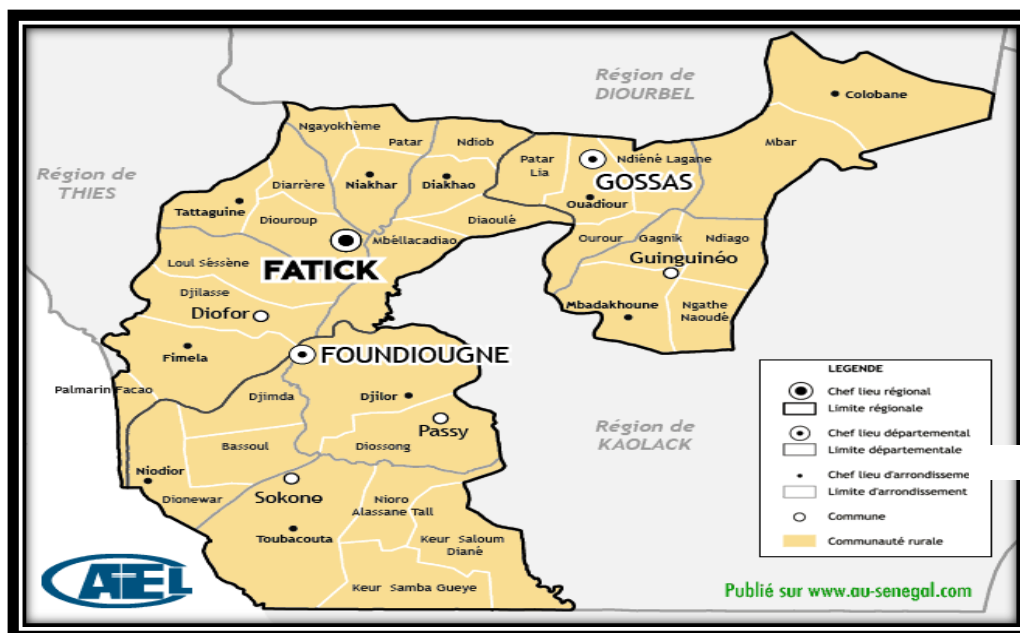 Région de
DIOURBEL
Colobane
Mbar
Ngayokhème
Patar
Ndiob
Patar
Lia
Ndiéné Lagane
GOSSAS
Ouadiour
Région de
THIES
Diarrère
Niakhar
Diakhao
Tattaguine
Diouroup
Mbéllacadiao
Diaoulé
Ourour
Gagnik
Ndiago
Guinguinéo
Loul Séssène
FATICK
Djilasse
Diofor
Mbadakhoune
Ngathe
Naoudé
Fimela
FOUNDIOUGNE
Palmarin Facao
Djimda
Djilor
Passy
Région de
KAOLACK
Bassoul
Diossong
Niodior
Dionewar
Sokone
Nioro
Alassane Tall
Toubacouta
Keur Saloum
Diané
Keur Samba Gueye
LEGENDE
Chef lieu régional
Limite régionale
Chef lieu départemental
Limite départementale
Chef lieu d'arrondisseme
Limite d'arrondissement
Commune
Communauté rurale
AEL
Publié sur www.au-senegal.com